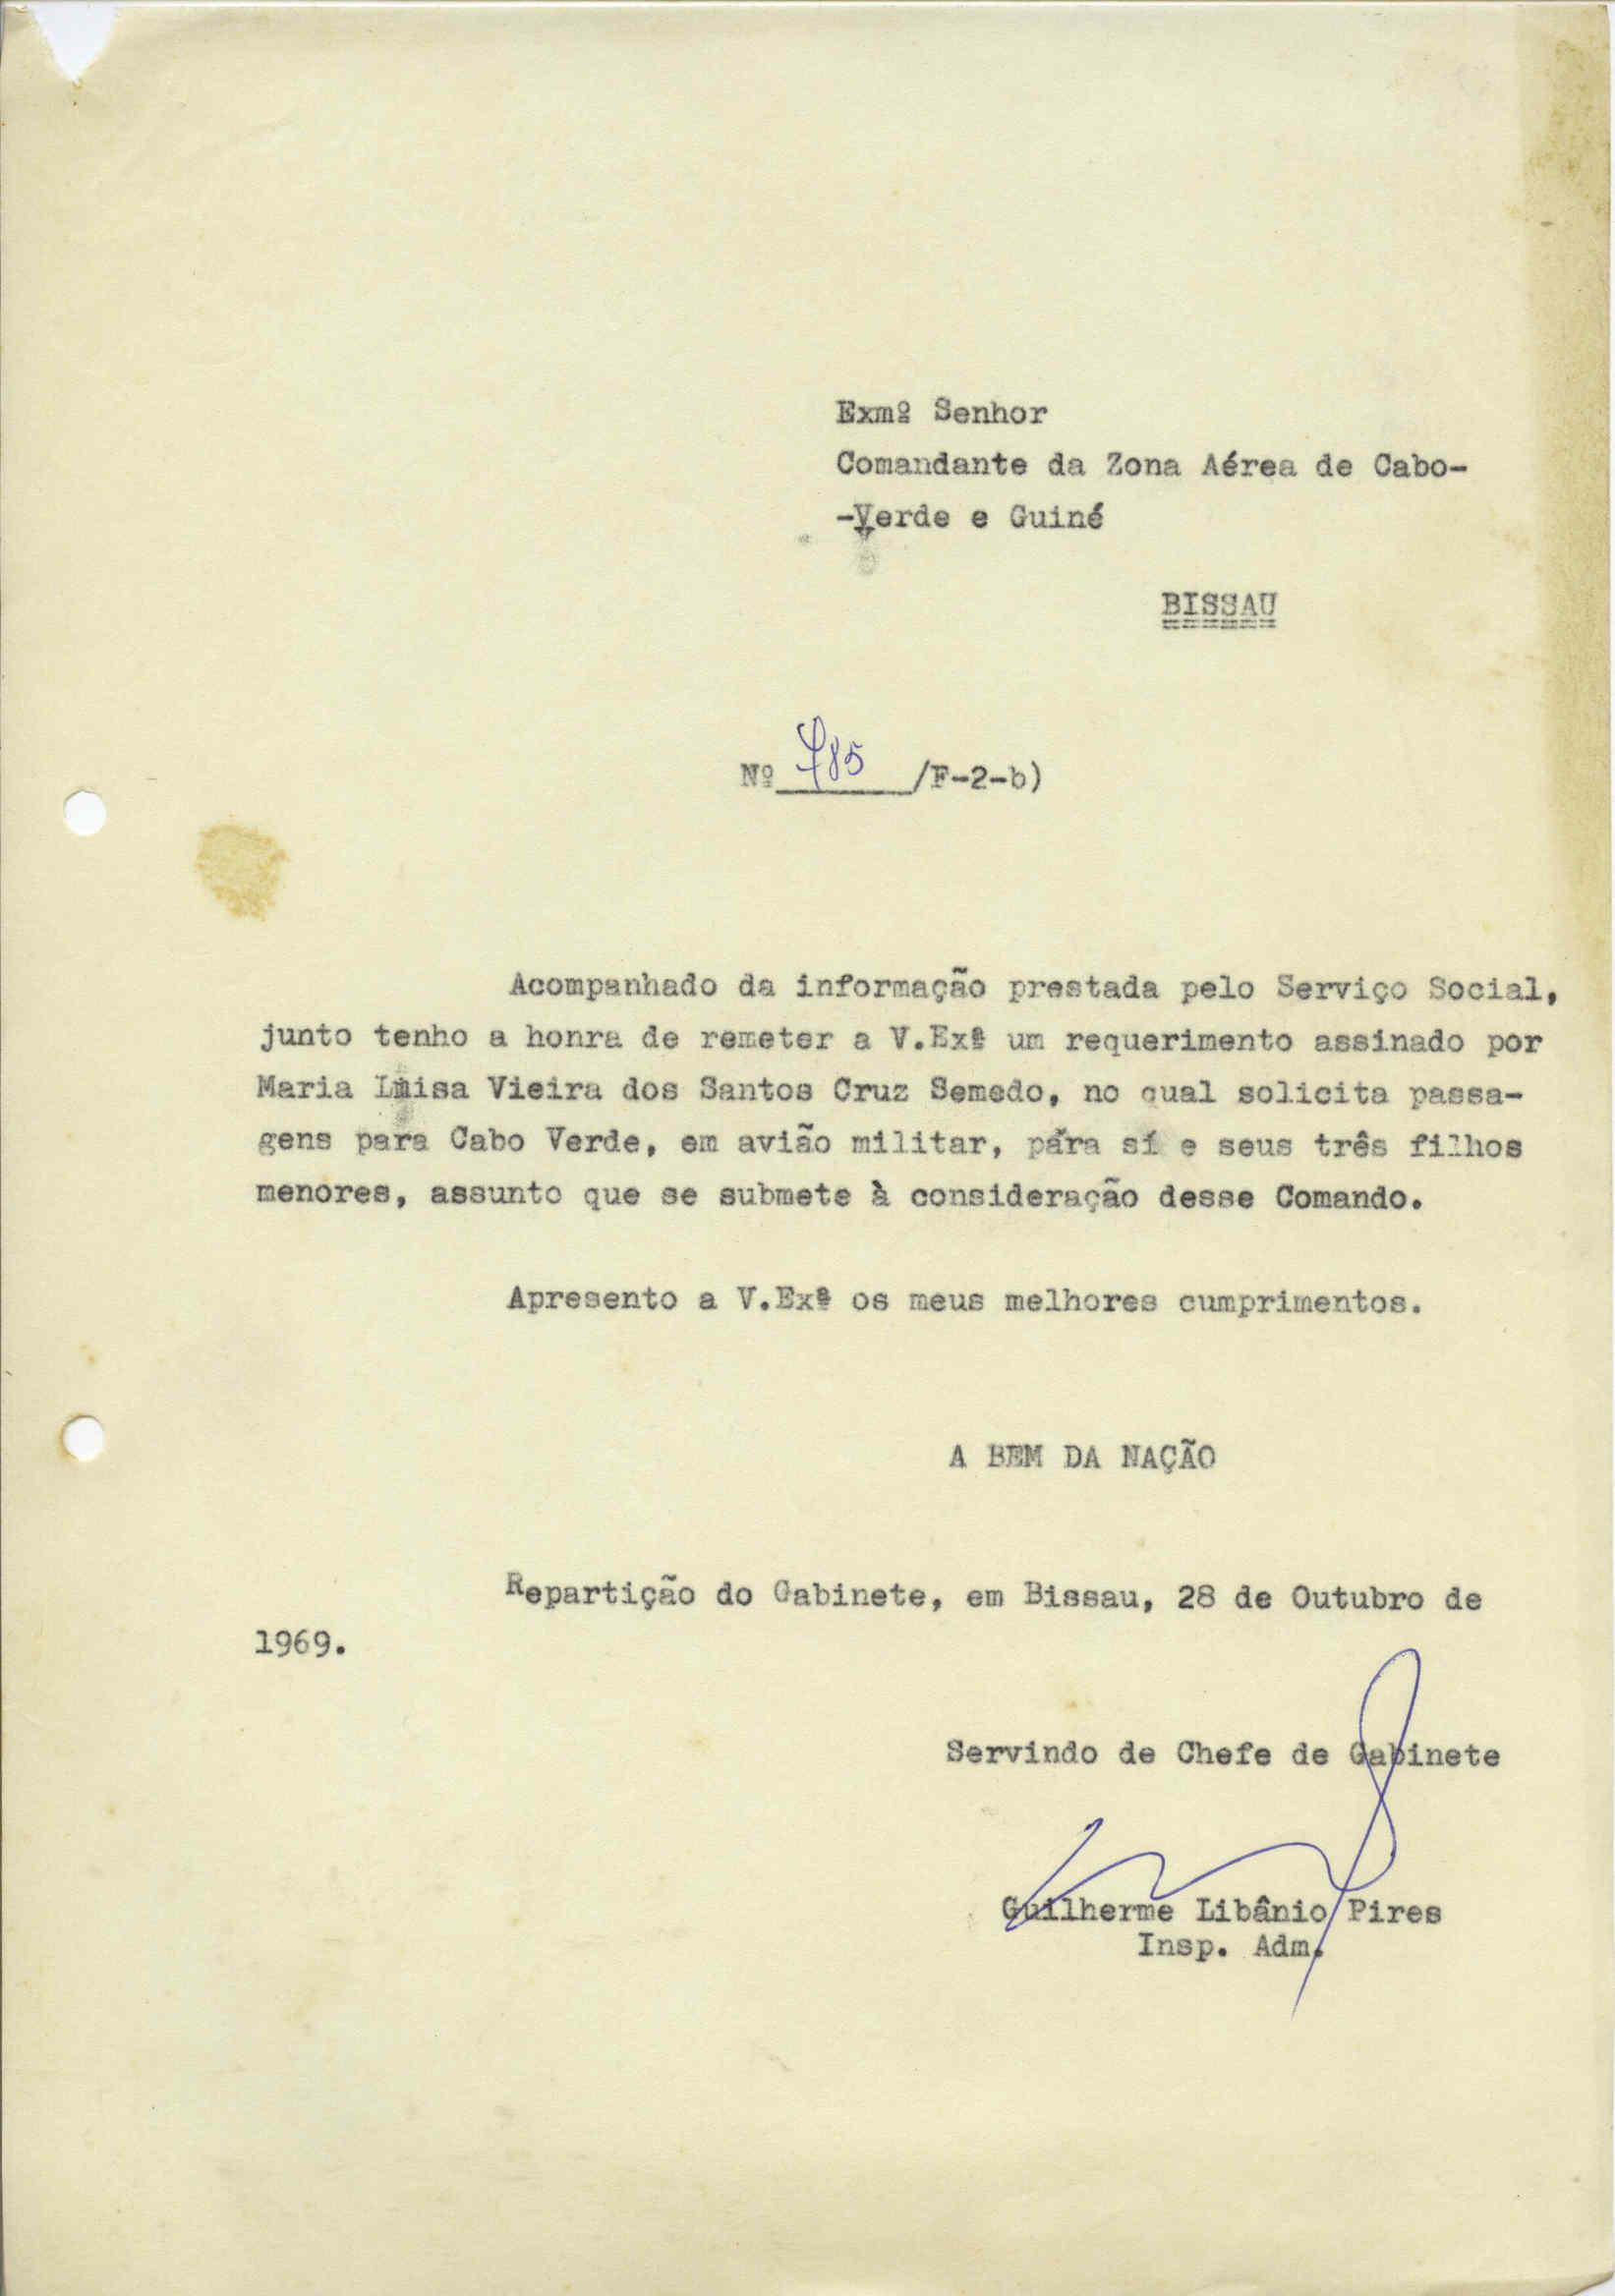 Exmº Senhor
Comandante da Zona Aérea de Cabo-
-Verde e Guiné
BISSAU
Nº 985 /F-2-b)
Acompanhado da informação prestada pelo Serviço Social,
junto tenho a honra de remeter a V.Exª um requerimento assinado por
Maria Luisa Vieira dos Santos Cruz Semedo, no qual solicita passa-
gens para Cabo Verde, em avião militar, pára sí e seus três filhos
menores, assunto que se submete à consideração desse Comando.
Apresento a V.Exª os meus melhores cumprimentos.
A BEM DA NAÇÃO
Repartição do Gabinete, em Bissau, 28 de Outubro de
1969.
Servindo de Chefe de Gabinete
Guilherme Libânio Pires
Insp. Adm.